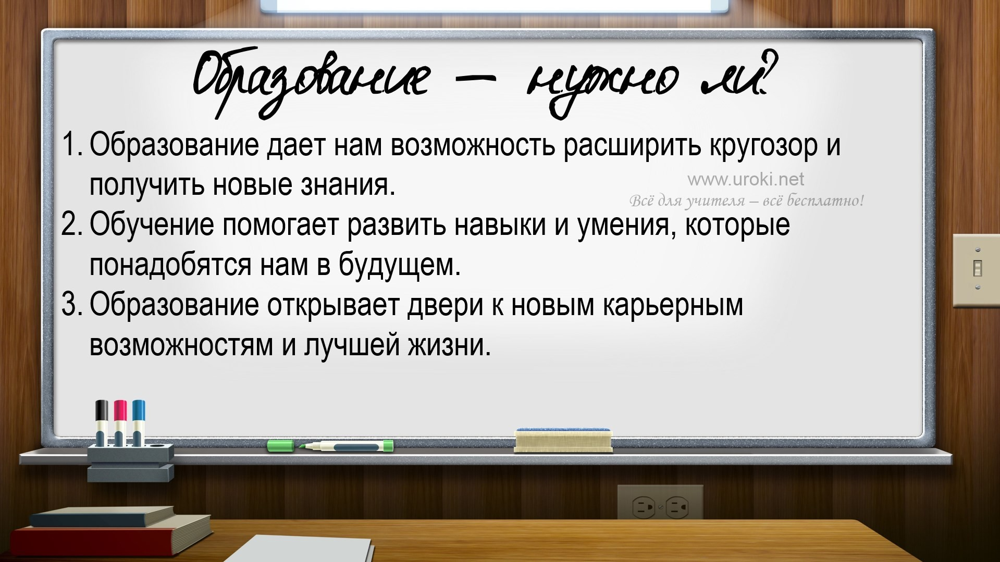 Образование — нужно ли?
1. Образование дает нам возможность расширить кругозор и
получить новые знания.
www.uroki.net
Всё для учителя – всё бесплатно!
2. Обучение помогает развить навыки и умения, которые
понадобятся нам в будущем.
3. Образование открывает двери к новым карьерным
возможностям и лучшей жизни.